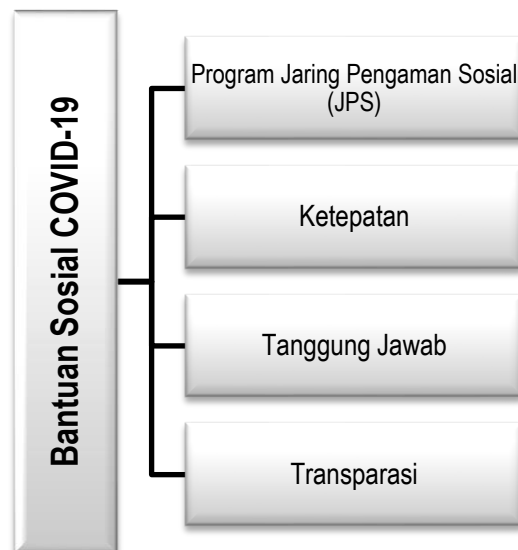 Bantuan Sosial COVID-19
Program Jaring Pengaman Sosial
(JPS)
Ketepatan
Tanggung Jawab
Transparasi